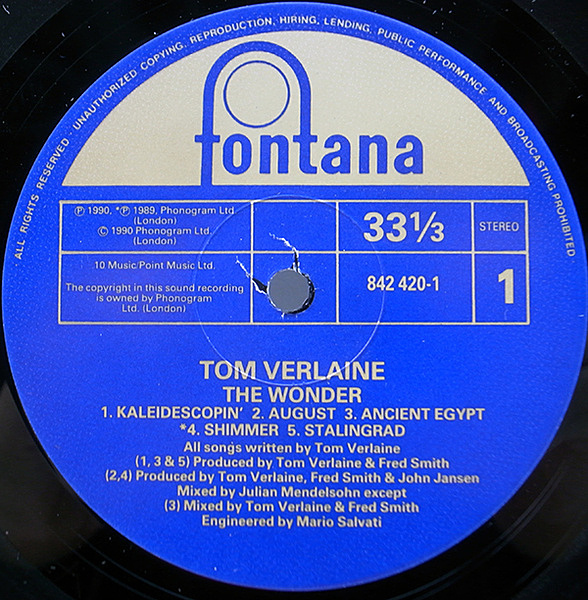 ALL RIGHTS RESERVED · UNAUTHORIZED COPYING, REPRODUCTION, HIRING, LENDING, PUBLIC PERFORMANCE AND BROADCASTING PROHIBITED
fontana
℗ 1990, *℗ 1989, Phonogram Ltd
(London)
© 1990 Phonogram Ltd.
(London)
33⅓
STEREO
10 Music/Point Music Ltd.
The copyright in this sound recording
is owned by Phonogram
Ltd. (London)
842 420-1
1
TOM VERLAINE
THE WONDER
1. KALEIDESCOPIN' 2. AUGUST 3. ANCIENT EGYPT
*4. SHIMMER 5. STALINGRAD
All songs written by Tom Verlaine
(1, 3 & 5) Produced by Tom Verlaine & Fred Smith
(2,4) Produced by Tom Verlaine, Fred Smith & John Jansen
Mixed by Julian Mendelsohn except
(3) Mixed by Tom Verlaine & Fred Smith
Engineered by Mario Salvati